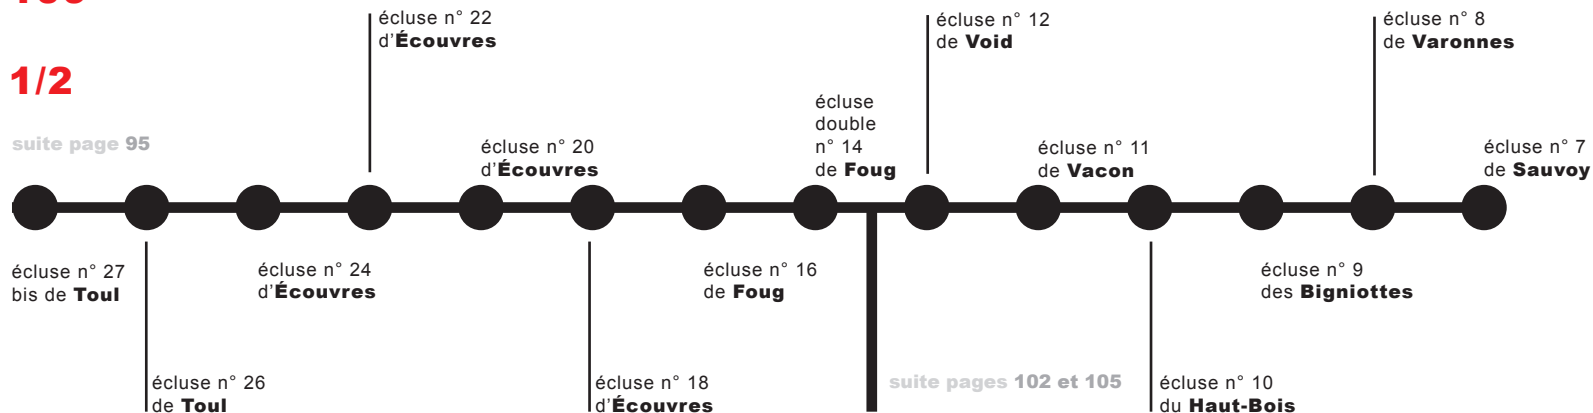 1/2
suite page 95
écluse n° 22
d'Écouvres
écluse n° 12
de Void
écluse n° 8
de Varonnes
écluse n° 20
d'Écouvres
écluse
double
n° 14
de Foug
écluse n° 11
de Vacon
écluse n° 7
de Sauvoy
écluse n° 27
bis de Toul
écluse n° 24
d'Écouvres
écluse n° 16
de Foug
écluse n° 9
des Bigniottes
écluse n° 26
de Toul
écluse n° 18
d'Écouvres
suite pages 102 et 105
écluse n° 10
du Haut-Bois